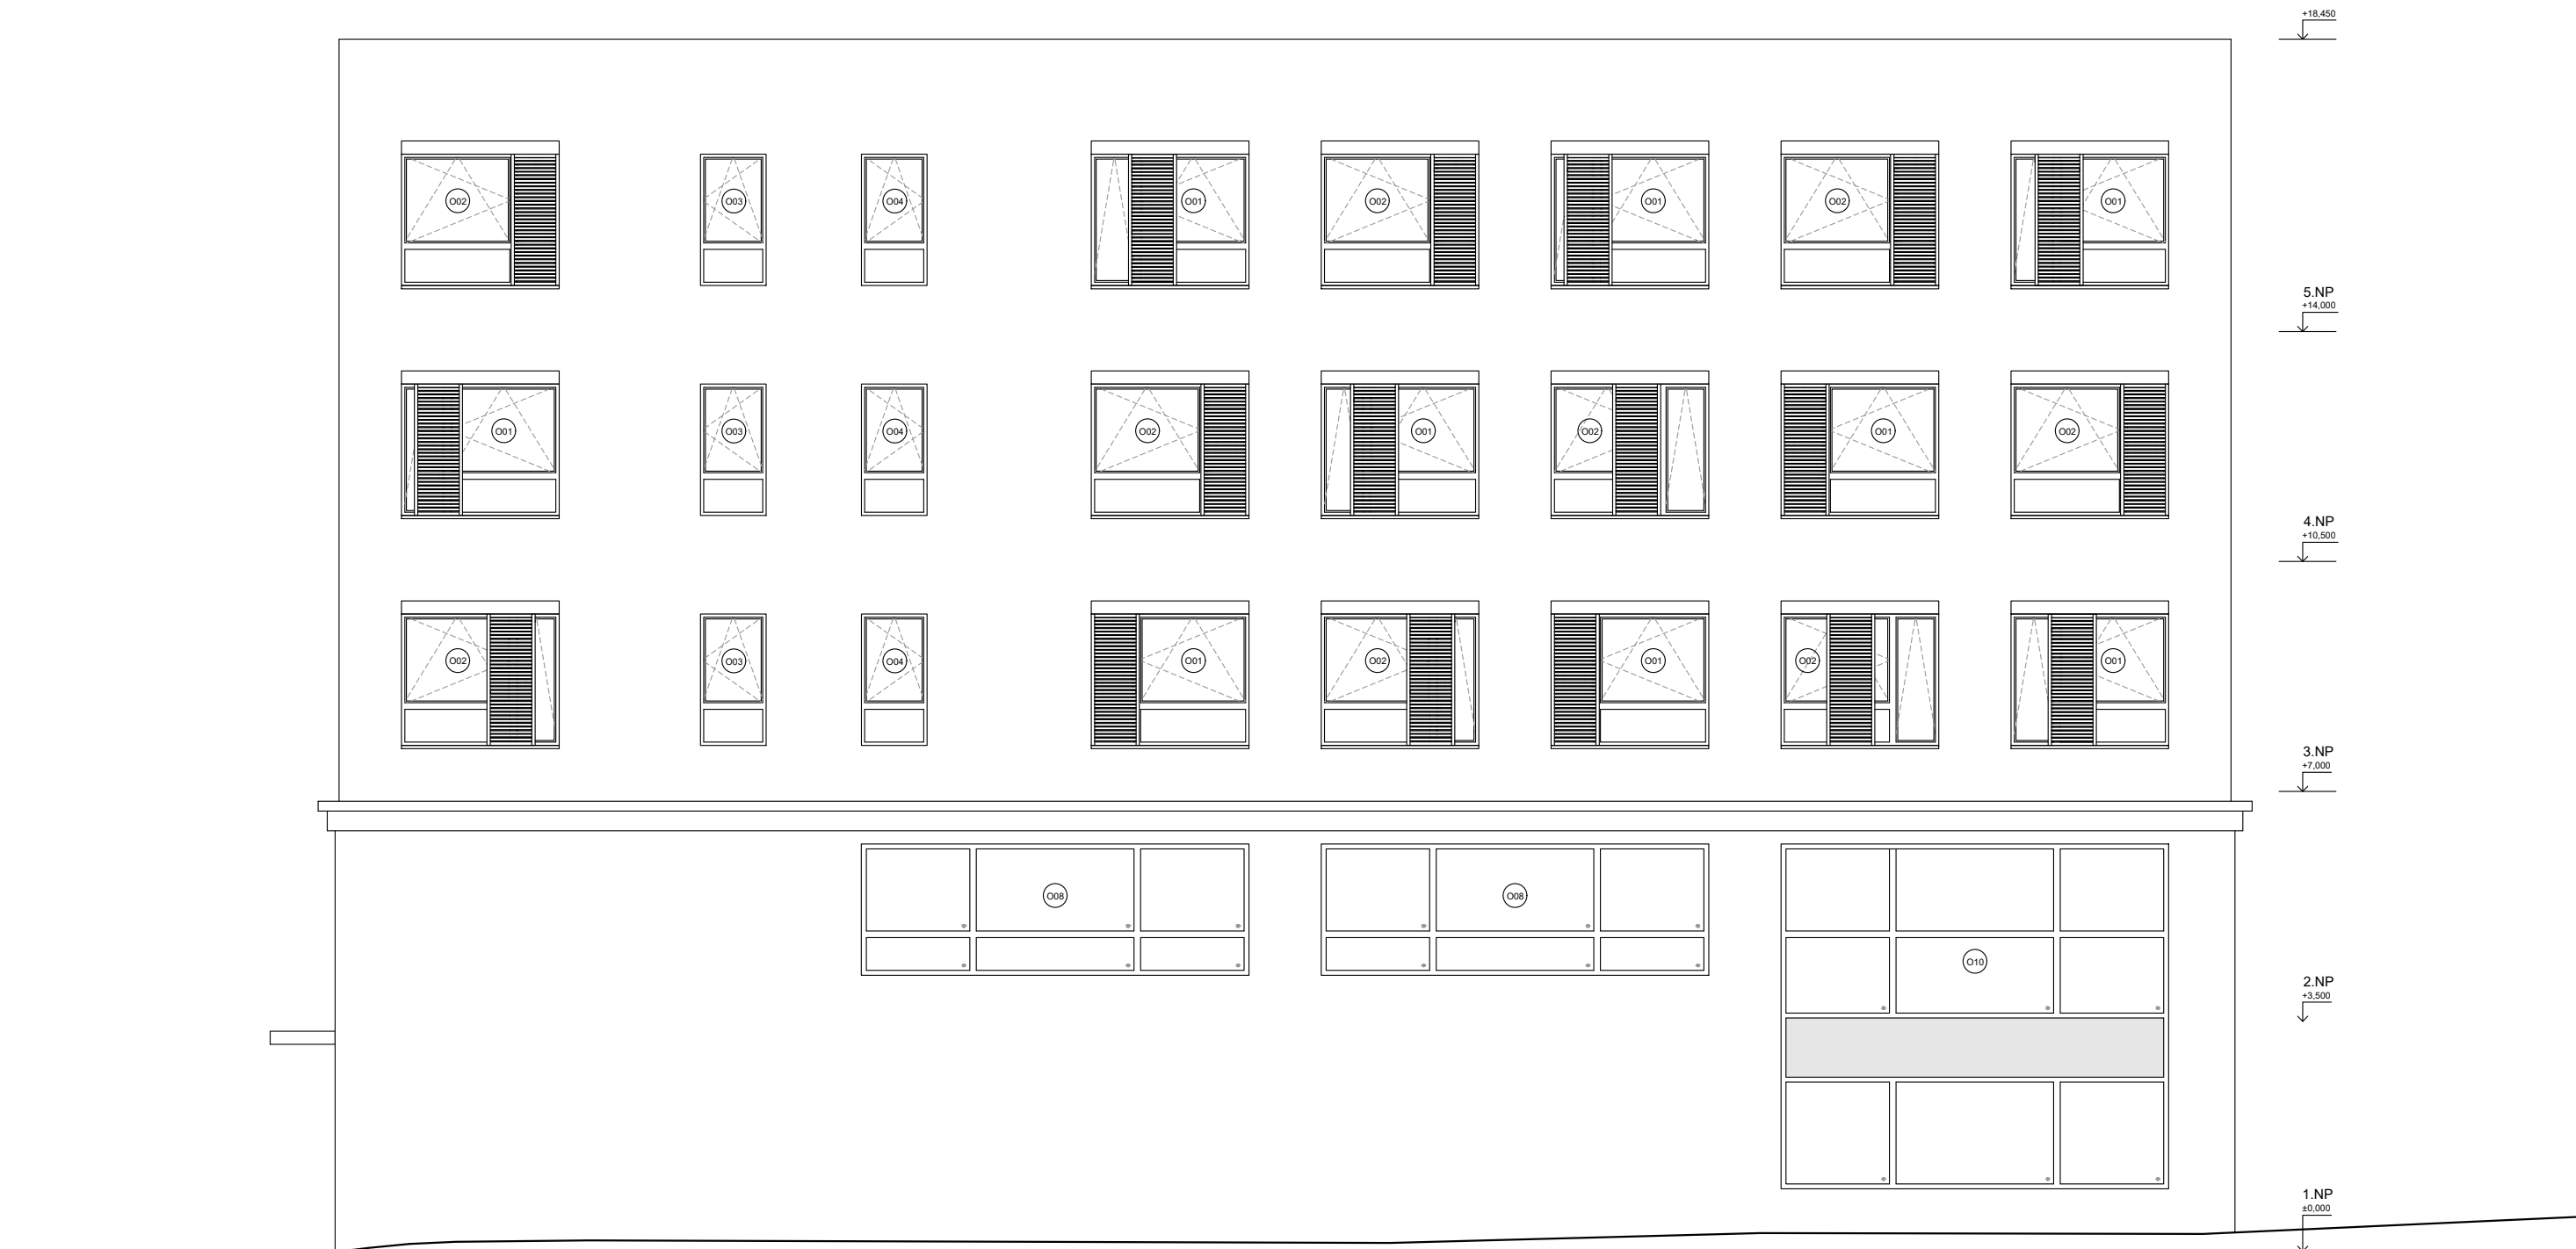 +18,450
O02 O03 O04 O01 O02 O01 O02 O01
5.NP
+14,000
O01 O03 O04 O02 O01 O02 O01 O02
4.NP
+10,500
O02 O03 O04 O01 O02 O01 O02 O01
3.NP
+7,000
O08 O08
O10
2.NP
+3,500
1.NP
±0,000